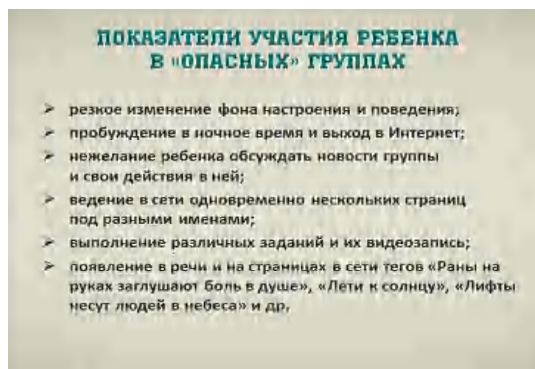 ПОКАЗАТЕЛИ УЧАСТИЯ РЕБЕНКА
В «ОПАСНЫХ» ГРУППАХ
➢ резкое изменение фона настроения и поведения;
➢ пробуждение в ночное время и выход в Интернет;
➢ нежелание ребенка обсуждать новости группы
и свои действия в ней;
➢ ведение в сети одновременно нескольких страниц
под разными именами;
➢ выполнение различных заданий и их видеозапись;
➢ появление в речи и на страницах в сети тегов «Раны на
руках заглушают боль в душе», «Лети к солнцу», «Лифты
несут людей в небеса» и др.